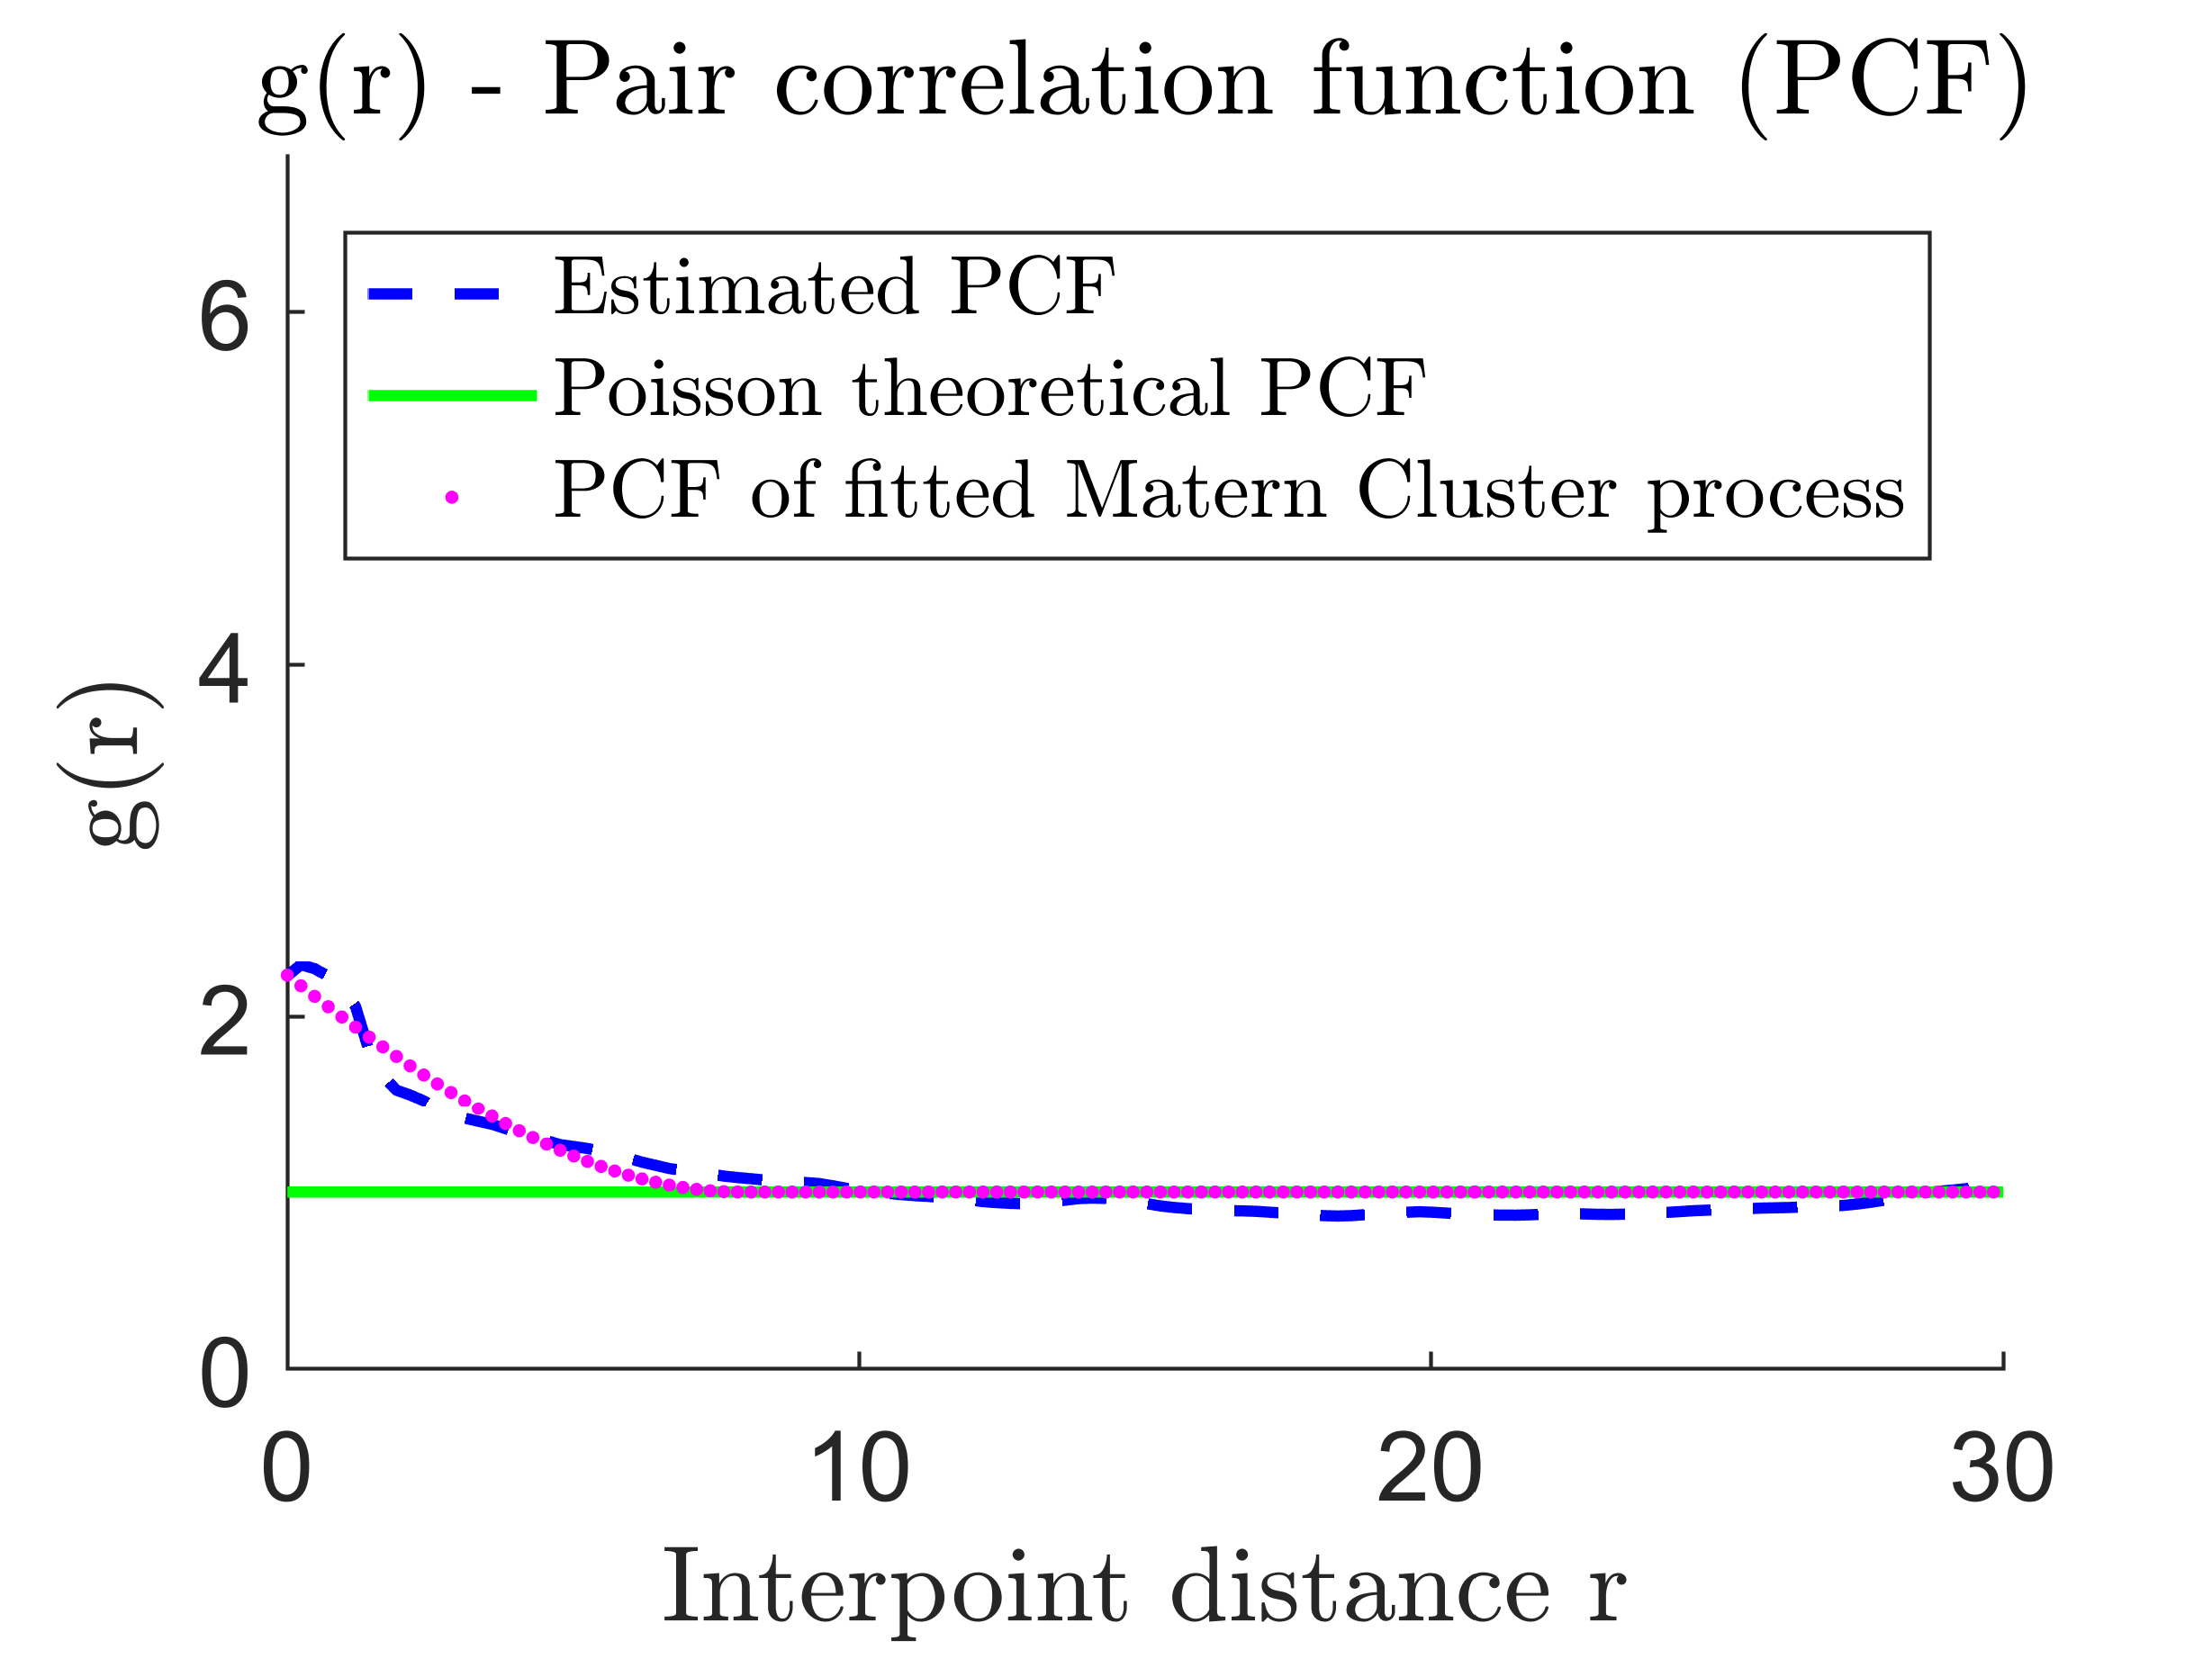 g(r) - Pair correlation function (PCF)
Estimated PCF
Poisson theoretical PCF
PCF of fitted Matern Cluster process
g(r)
6
4
2
0
0 10 20 30
Interpoint distance r